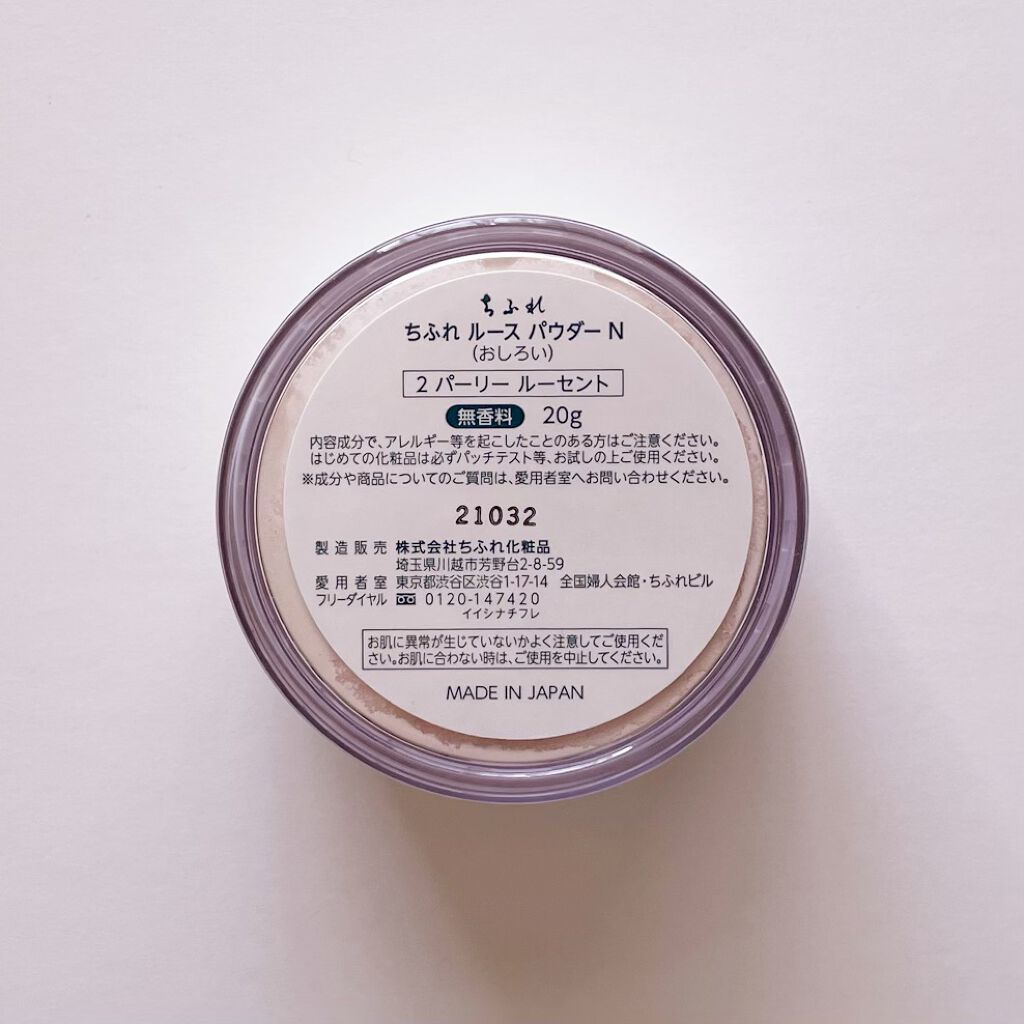 ちふれ
ちふれ ルース パウダー N
(おしろい)
2 パーリー ルーセント
無香料 20g
内容成分で、アレルギー等を起こしたことのある方はご注意ください。
はじめての化粧品は必ずパッチテスト等、お試しの上ご使用ください。
※成分や商品についてのご質問は、愛用者室へお問い合わせください。
21032
製造販売 株式会社ちふれ化粧品
埼玉県川越市芳野台2-8-59
愛用者室 東京都渋谷区渋谷1-17-14 全国婦人会館・ちふれビル
フリーダイヤル 0120-147420
イイシナチフレ
お肌に異常が生じていないかよく注意してご使用くだ
さい。お肌に合わない時は、ご使用を中止してください。
MADE IN JAPAN